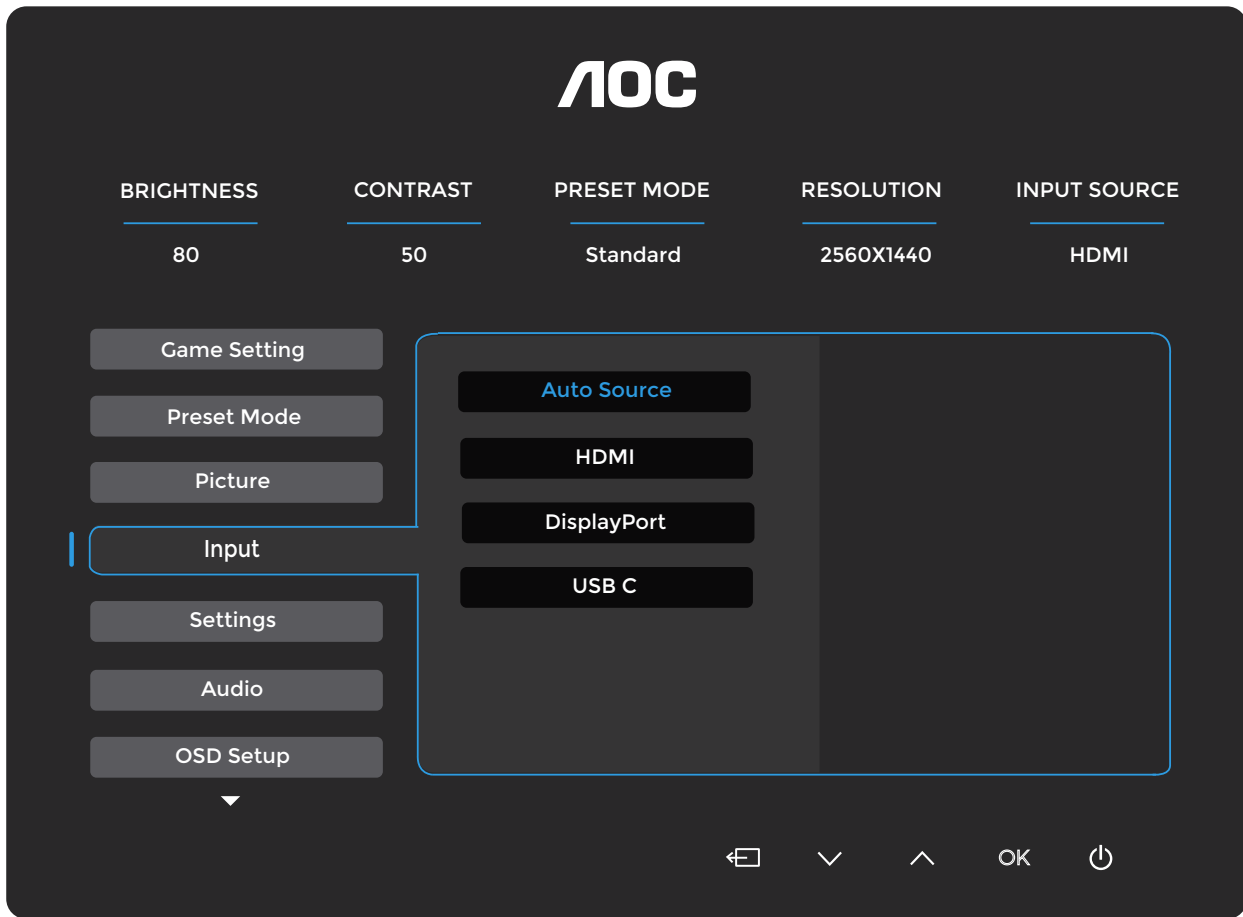 AOC
BRIGHTNESS CONTRAST PRESET MODE RESOLUTION INPUT SOURCE
80 50 Standard 2560X1440 HDMI
Game Setting
Preset Mode
Picture
Input
Settings
Audio
OSD Setup
Auto Source
HDMI
DisplayPort
USB C
OK